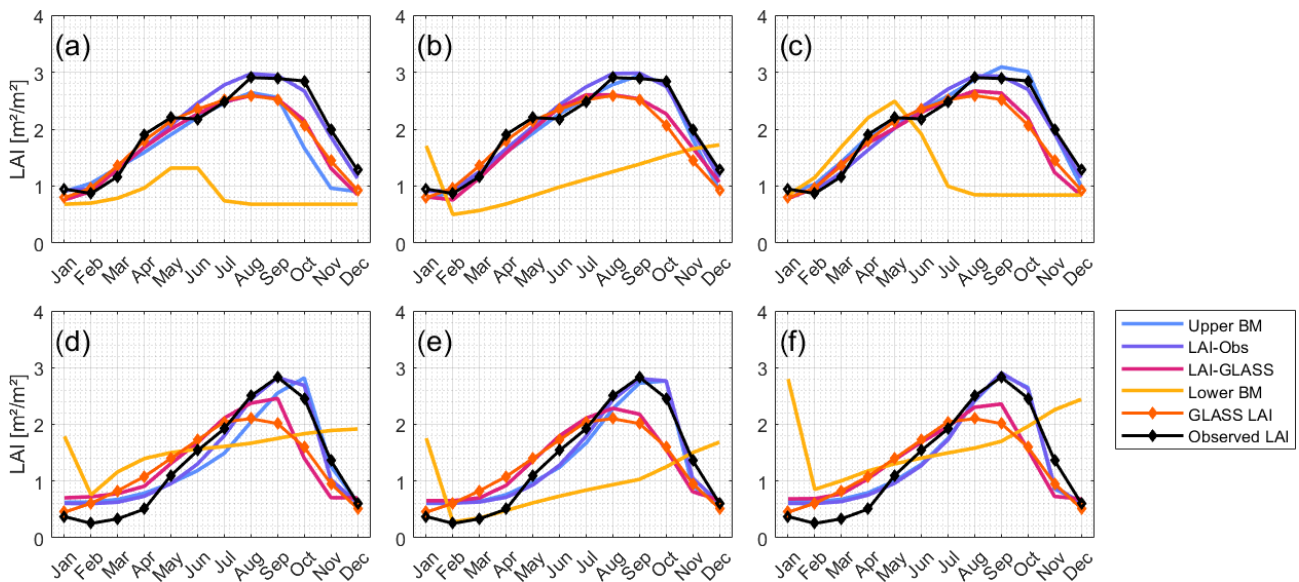 (a)
(b)
(c)
LAI [m²/m²]
4
3
2
1
0
Jan Feb Mar Apr May Jun Jul Aug Sep Oct Nov Dec
4
3
2
1
0
Jan Feb Mar Apr May Jun Jul Aug Sep Oct Nov Dec
4
3
2
1
0
Jan Feb Mar Apr May Jun Jul Aug Sep Oct Nov Dec
(d)
(e)
(f)
LAI [m²/m²]
4
3
2
1
0
Jan Feb Mar Apr May Jun Jul Aug Sep Oct Nov Dec
4
3
2
1
0
Jan Feb Mar Apr May Jun Jul Aug Sep Oct Nov Dec
4
3
2
1
0
Jan Feb Mar Apr May Jun Jul Aug Sep Oct Nov Dec
Upper BM
LAI-Obs
LAI-GLASS
Lower BM
GLASS LAI
Observed LAI